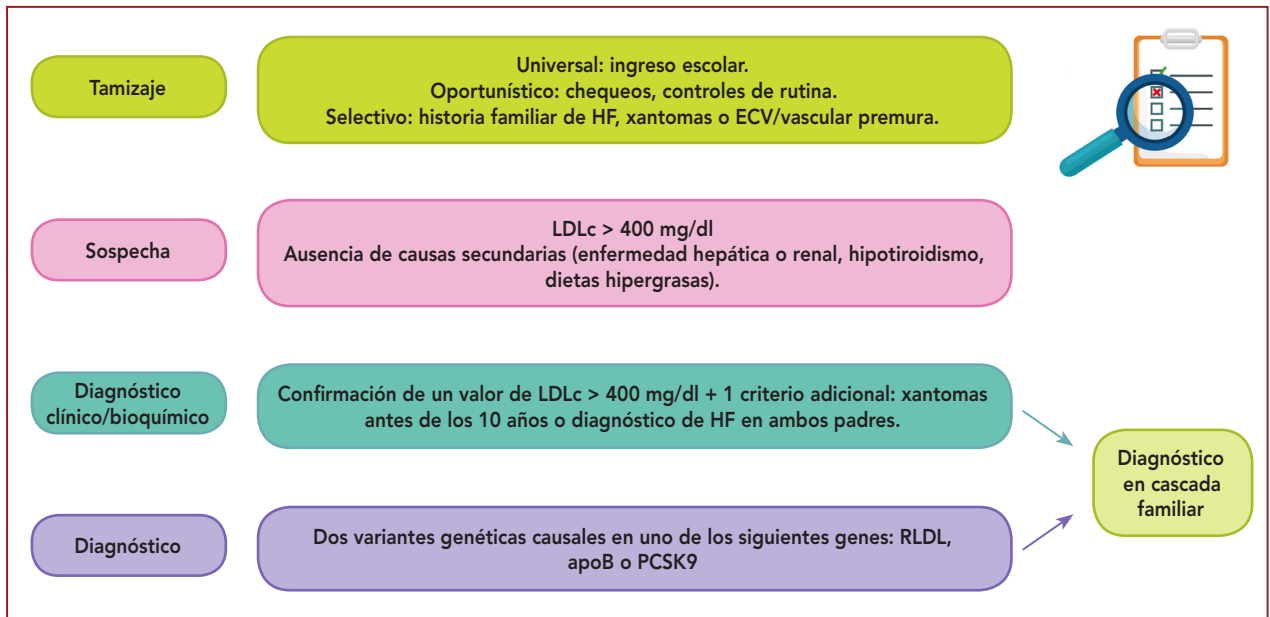 Tamizaje
Universal: ingreso escolar.
Oportunístico: chequeos, controles de rutina.
Selectivo: historia familiar de HF, xantomas o ECV/vascular premura.
Sospecha
LDLc > 400 mg/dl
Ausencia de causas secundarias (enfermedad hepática o renal, hipotiroidismo,
dietas hipergrasas).
Diagnóstico
clínico/bioquímico
Confirmación de un valor de LDLc > 400 mg/dl + 1 criterio adicional: xantomas
antes de los 10 años o diagnóstico de HF en ambos padres.
Diagnóstico
en cascada
familiar
Diagnóstico
Dos variantes genéticas causales en uno de los siguientes genes: RLDL,
apoB o PCSK9